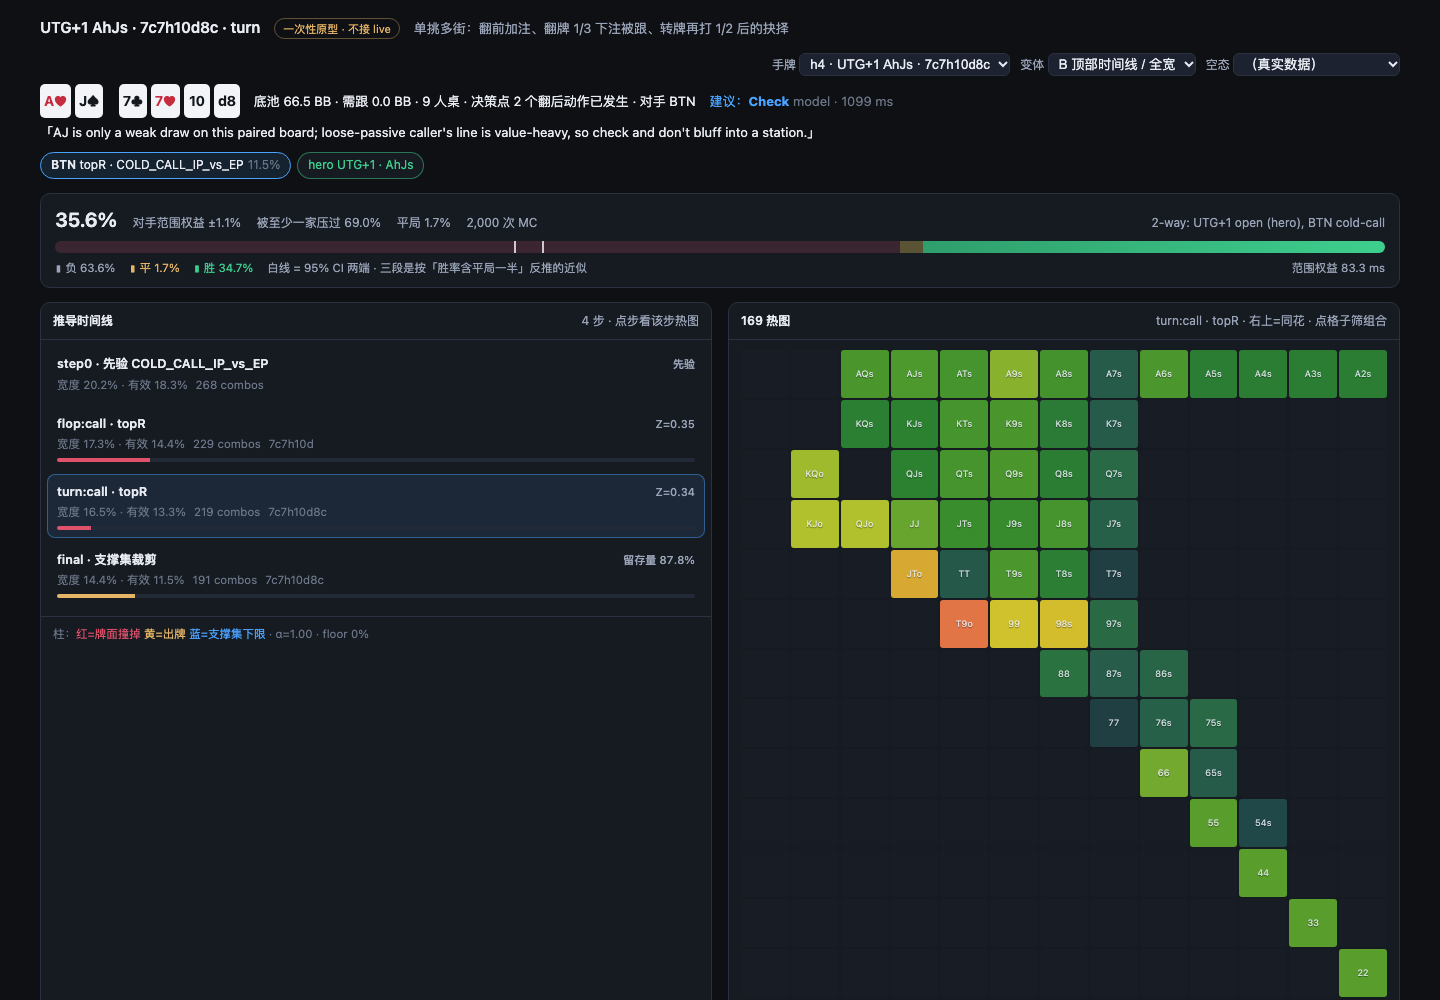 UTG+1 AhJs · 7c7h10d8c · turn 一次性原型 · 不接 live 单挑多街：翻前加注、翻牌 1/3 下注被跟、转牌再打 1/2 后的抉择
手牌 h4 · UTG+1 AhJs · 7c7h10d8c 变体 B 顶部时间线 / 全宽 空态 （真实数据）
A♥ J♠ 7♣ 7♥ 10 d8 底池 66.5 BB · 需跟 0.0 BB · 9 人桌 · 决策点 2 个翻后动作已发生 · 对手 BTN 建议：Check model · 1099 ms
「AJ is only a weak draw on this paired board; loose-passive caller's line is value-heavy, so check and don't bluff into a station.」
BTN topR · COLD_CALL_IP_vs_EP 11.5% hero UTG+1 · AhJs
35.6% 对手范围权益 ±1.1% 被至少一家压过 69.0% 平局 1.7% 2,000 次 MC 2-way: UTG+1 open (hero), BTN cold-call
负 63.6% 平 1.7% 胜 34.7% 白线 = 95% CI 两端 · 三段是按「胜率含平局一半」反推的近似 范围权益 83.3 ms
推导时间线 4 步 · 点步看该步热图
step0 · 先验 COLD_CALL_IP_vs_EP 先验
宽度 20.2% · 有效 18.3% 268 combos
flop:call · topR Z=0.35
宽度 17.3% · 有效 14.4% 229 combos 7c7h10d
turn:call · topR Z=0.34
宽度 16.5% · 有效 13.3% 219 combos 7c7h10d8c
final · 支撑集裁剪 留存量 87.8%
宽度 14.4% · 有效 11.5% 191 combos 7c7h10d8c
柱：红=牌面撞掉 黄=出牌 蓝=支撑集下限 · α=1.00 · floor 0%
169 热图 turn:call · topR · 右上=同花 · 点格子筛组合
AQs AJs ATs A9s A8s A7s A6s A5s A4s A3s A2s
KQs KJs KTs K9s K8s K7s
KQo QJs QTs Q9s Q8s Q7s
KJo QJo JJ JTs J9s J8s J7s
JTo TT T9s T8s T7s
T9o 99 98s 97s
88 87s 86s
77 76s 75s
66 65s
55 54s
44
33
22